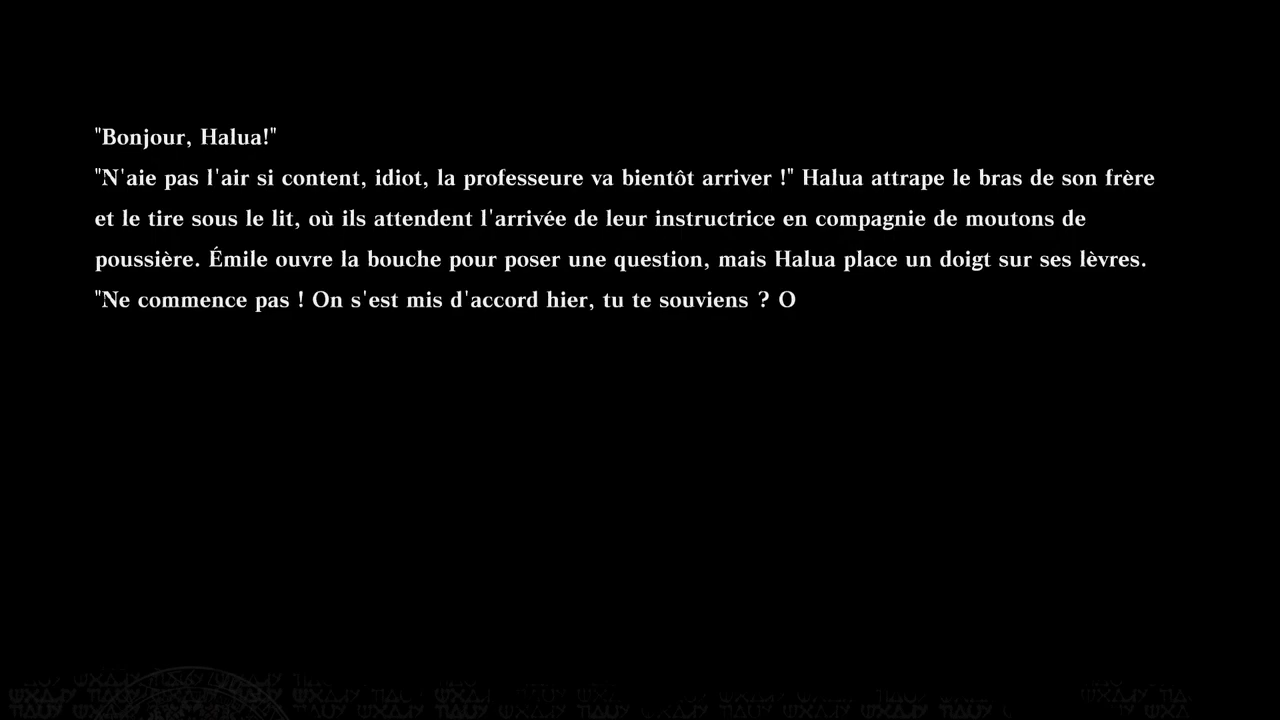 "Bonjour, Halua!"
"N'aie pas l'air si content, idiot, la professeure va bientôt arriver !" Halua attrape le bras de son frère
et le tire sous le lit, où ils attendent l'arrivée de leur instructrice en compagnie de moutons de
poussière. Émile ouvre la bouche pour poser une question, mais Halua place un doigt sur ses lèvres.
"Ne commence pas ! On s'est mis d'accord hier, tu te souviens ? O